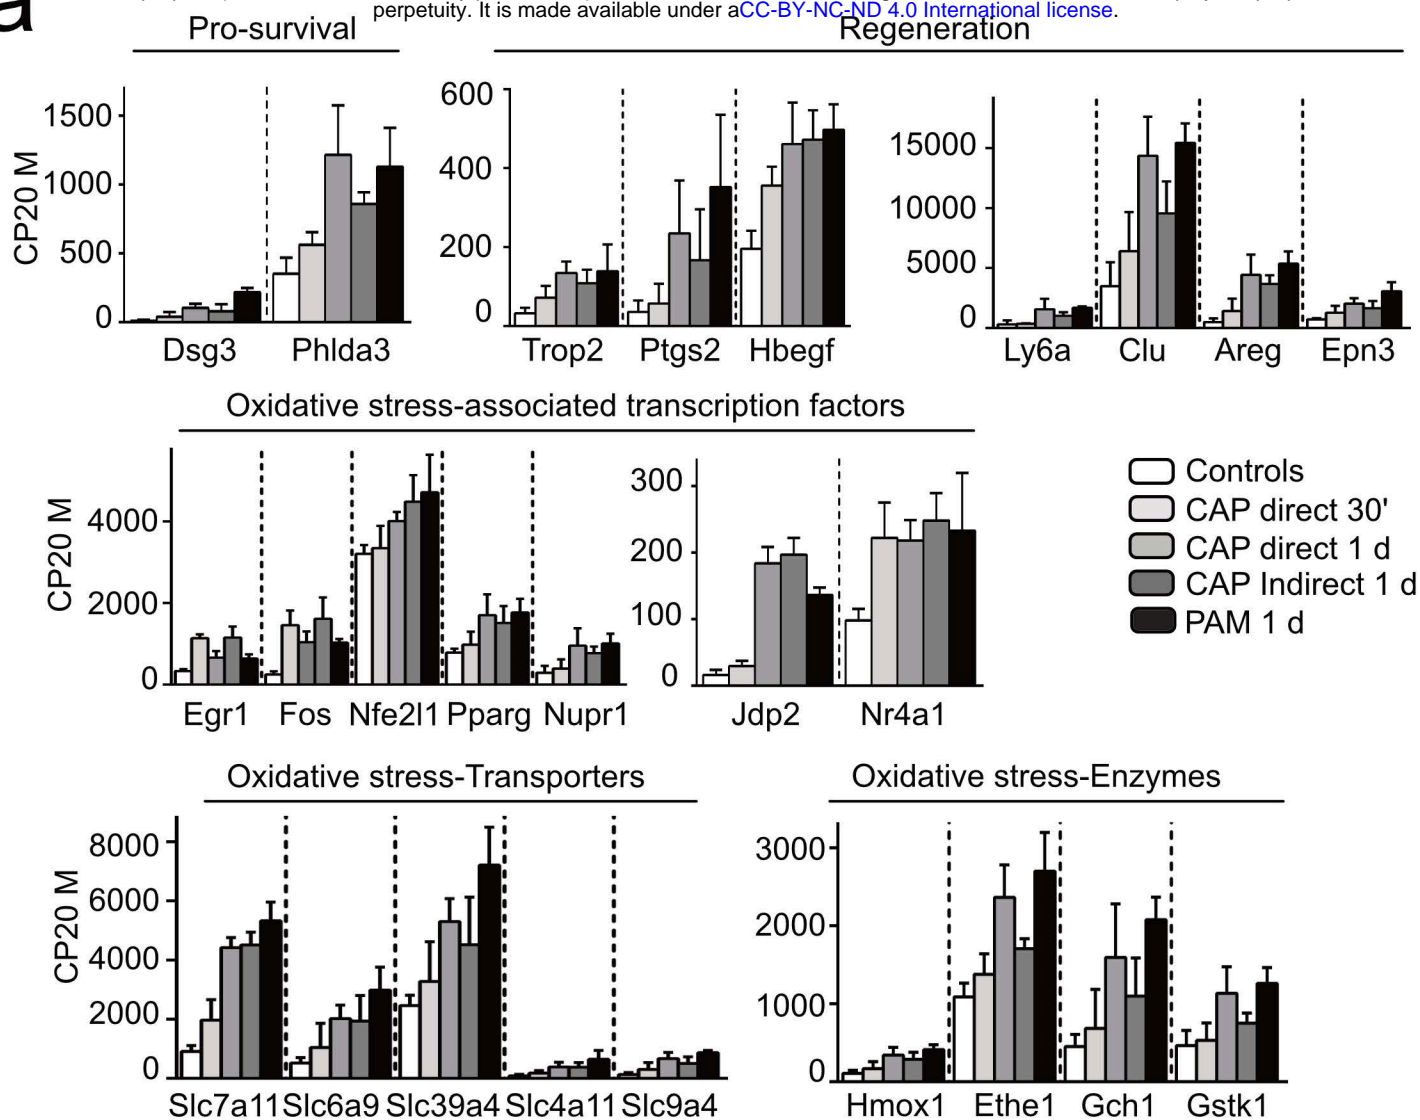 a
perpetuity. It is made available under aCC-BY-NC-ND 4.0 International license.
Pro-survival
Regeneration
CP20 M
1500
1000
500
0
Dsg3 Phlda3
600
400
200
0
Trop2 Ptgs2 Hbegf
15000
10000
5000
0
Ly6a Clu Areg Epn3
Oxidative stress-associated transcription factors
CP20 M
4000
2000
0
Egr1 Fos Nfe2l1 Pparg Nupr1
300
200
100
0
Jdp2 Nr4a1
Controls
CAP direct 30'
CAP direct 1 d
CAP Indirect 1 d
PAM 1 d
Oxidative stress-Transporters
CP20 M
8000
6000
4000
2000
0
Slc7a11 Slc6a9 Slc39a4 Slc4a11 Slc9a4
Oxidative stress-Enzymes
3000
2000
1000
0
Hmox1 Ethe1 Gch1 Gstk1